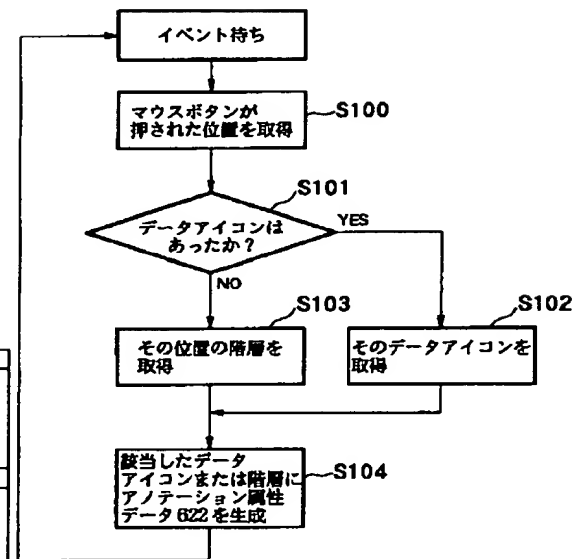 イベント待ち
マウスボタンが
押された位置を取得
S100
S101
データアイコンは
あったか?
YES
NO
S103
その位置の階層を
取得
S102
そのデータアイコンを
取得
該当したデータ
アイコンまたは階層に
アノテーション属性
データ622を生成
S104